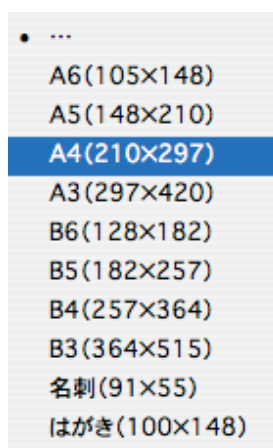 • …
A6(105×148)
A5(148×210)
A4(210×297)
A3(297×420)
B6(128×182)
B5(182×257)
B4(257×364)
B3(364×515)
名刺(91×55)
はがき(100×148)